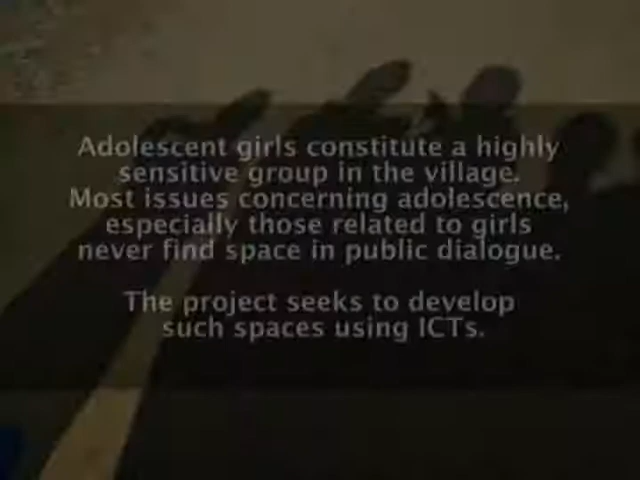 Adolescent girls constitute a highly
sensitive group in the village.
Most issues concerning adolescence,
especially those related to girls
never find space in public dialogue.
The project seeks to develop
such spaces using ICTs.